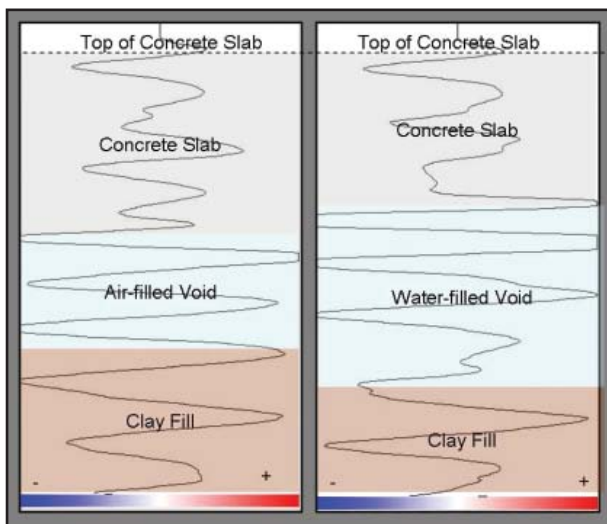 Top of Concrete Slab
Concrete Slab
Air-filled Void
Clay Fill
- +
Top of Concrete Slab
Concrete Slab
Water-filled Void
Clay Fill
- +